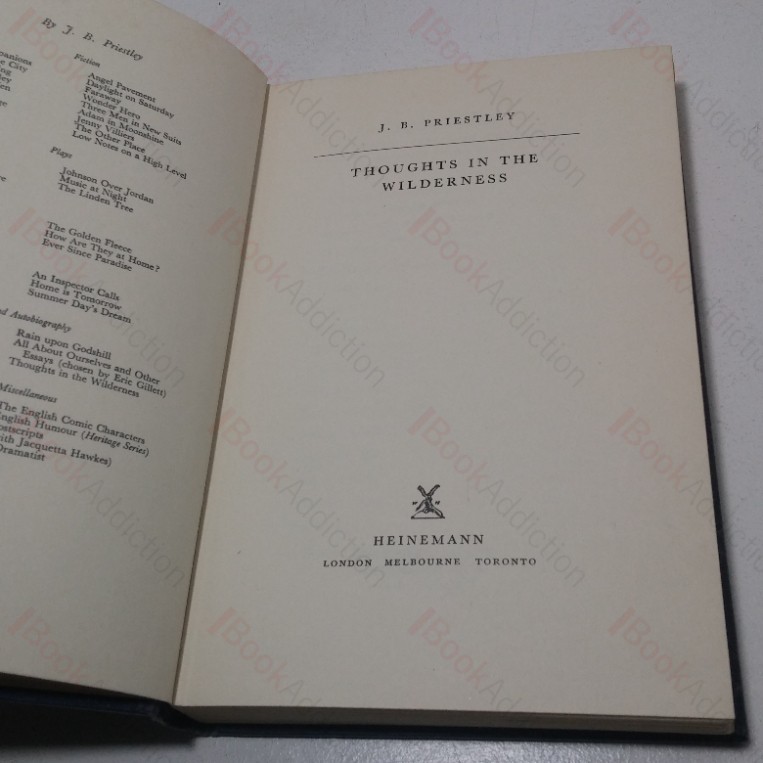 By J. B. Priestley
Fiction
Angel Pavement
Daylight on Saturday
Faraway
Wonder Hero
Three Men in New Suits
Adam in Moonshine
Jenny Villiers
The Other Place
Low Notes on a High Level
Plays
Johnson Over Jordan
Music at Night
The Linden Tree
The Golden Fleece
How Are They at Home?
Ever Since Paradise
An Inspector Calls
Home is Tomorrow
Summer Day's Dream
Autobiography
Rain upon Godshill
All About Ourselves and Other
Essays (chosen by Eric Gillett)
Thoughts in the Wilderness
Miscellaneous
The English Comic Characters
English Humour (Heritage Series)
with Jacquetta Hawkes)
Dramatist
J. B. PRIESTLEY
THOUGHTS IN THE
WILDERNESS
HEINEMANN
LONDON MELBOURNE TORONTO
BookAddiction